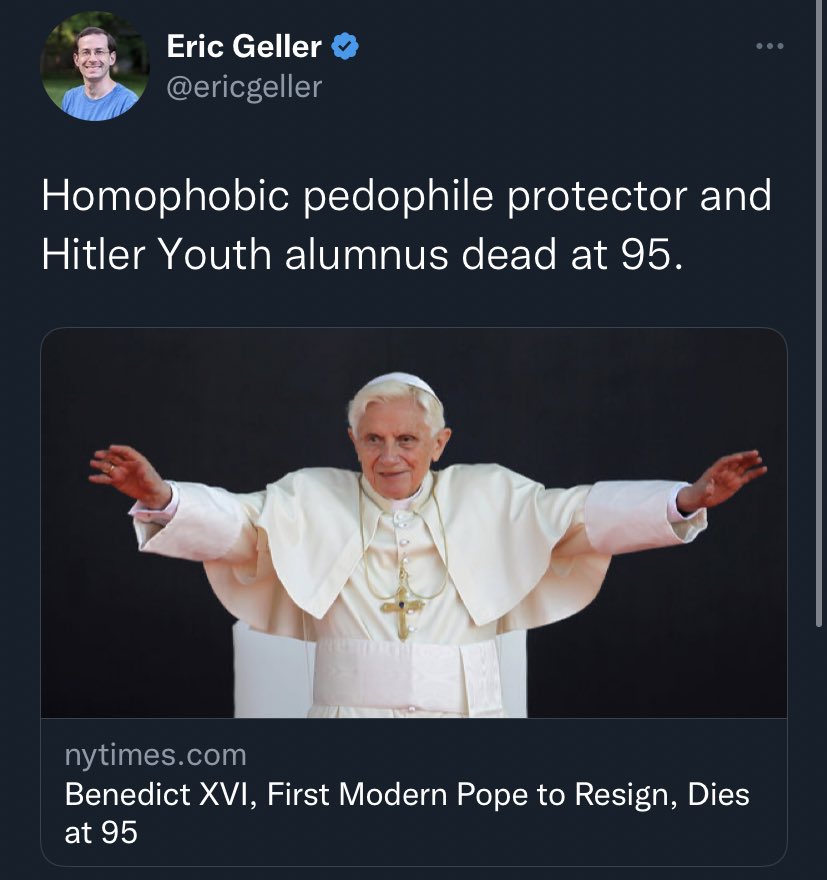 Eric Geller
@ericgeller
Homophobic pedophile protector and
Hitler Youth alumnus dead at 95.
nytimes.com
Benedict XVI, First Modern Pope to Resign, Dies
at 95